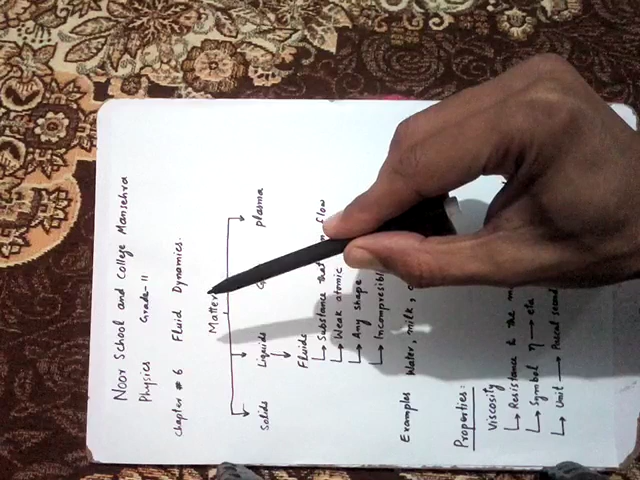 Noor School and College Mansehra
Physics Grade-11
Chapter # 6 Fluid Dynamics.
Matter
Solids Liquids G plasma
Fluids
↳ Substance that flow
↳ Weak atomic
↳ Any shape
↳ Incompressible
Examples Water, milk,
Properties:
Viscosity
↳ Resistance to the
↳ Symbol η → eta
↳ Unit → Pascal second